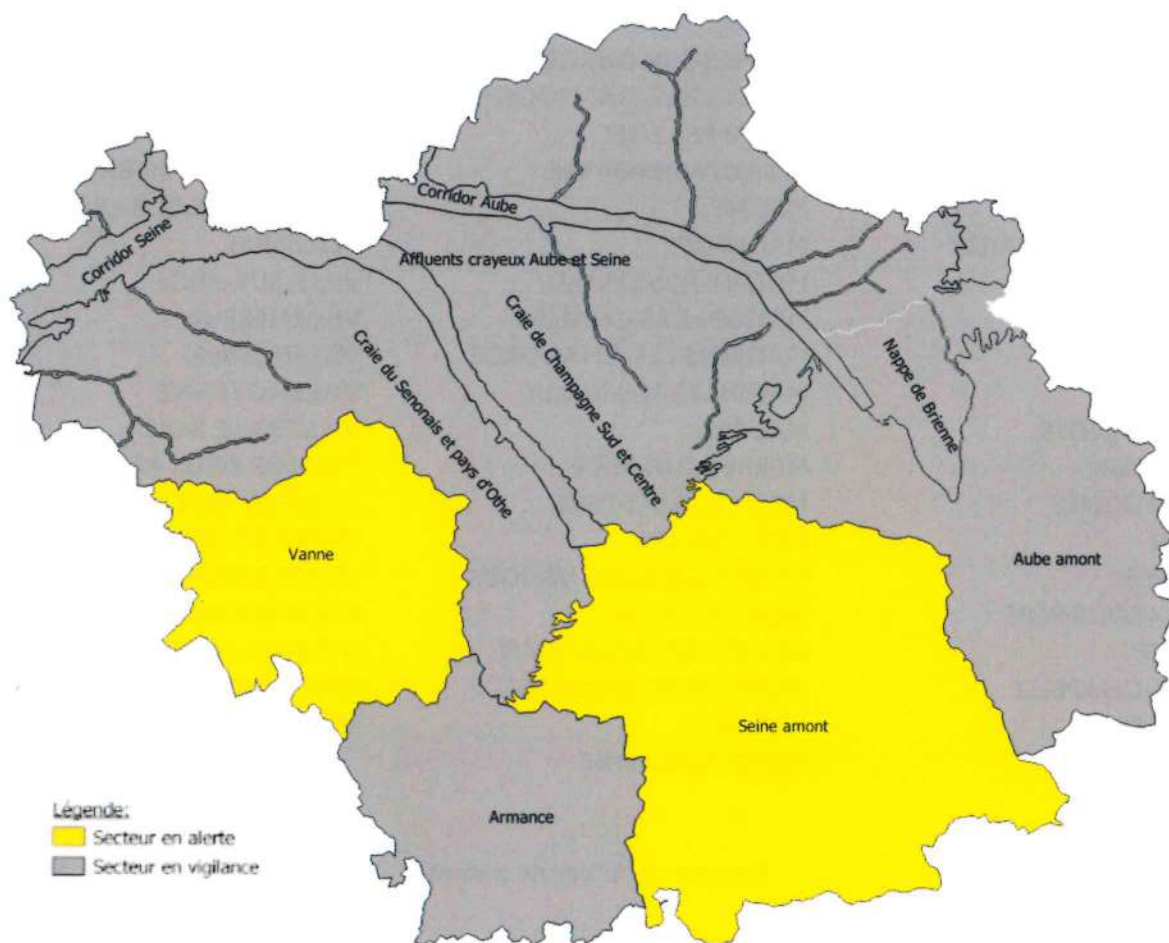 Corridor Aube
Corridor Seine
Affluents crayeux Aube et Seine
Craie du Senonais et pays d'Othe
Craie de Champagne Sud et Centre
Nappe de Brienne
Vanne
Aube amont
Seine amont
Armance
Légende:
Secteur en alerte
Secteur en vigilance